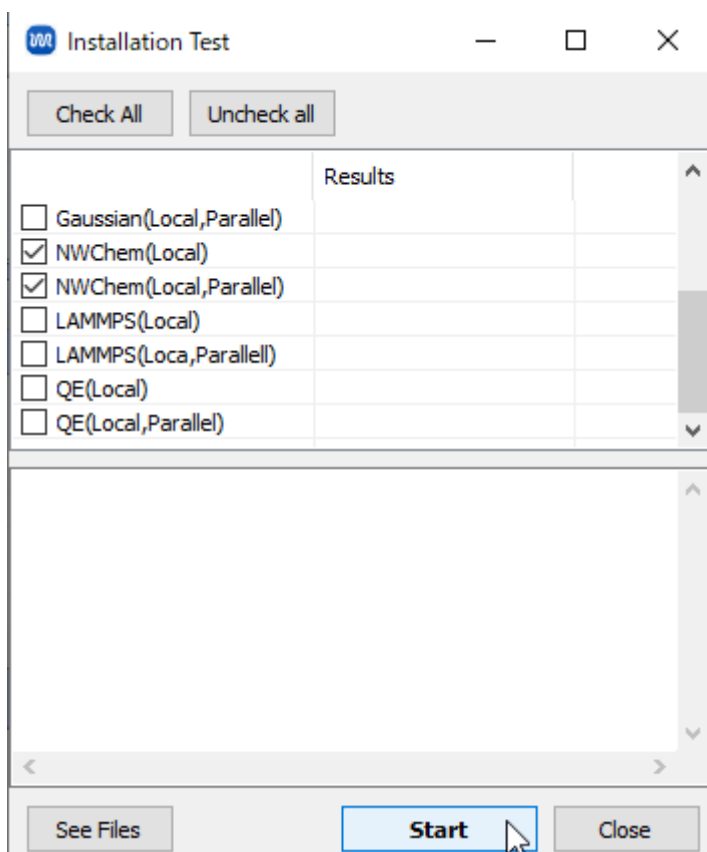 Installation Test
Check All Uncheck all
Results
Gaussian(Local,Parallel)
NWChem(Local)
NWChem(Local,Parallel)
LAMMPS(Local)
LAMMPS(Loca,Parallell)
QE(Local)
QE(Local,Parallel)
See Files Start Close